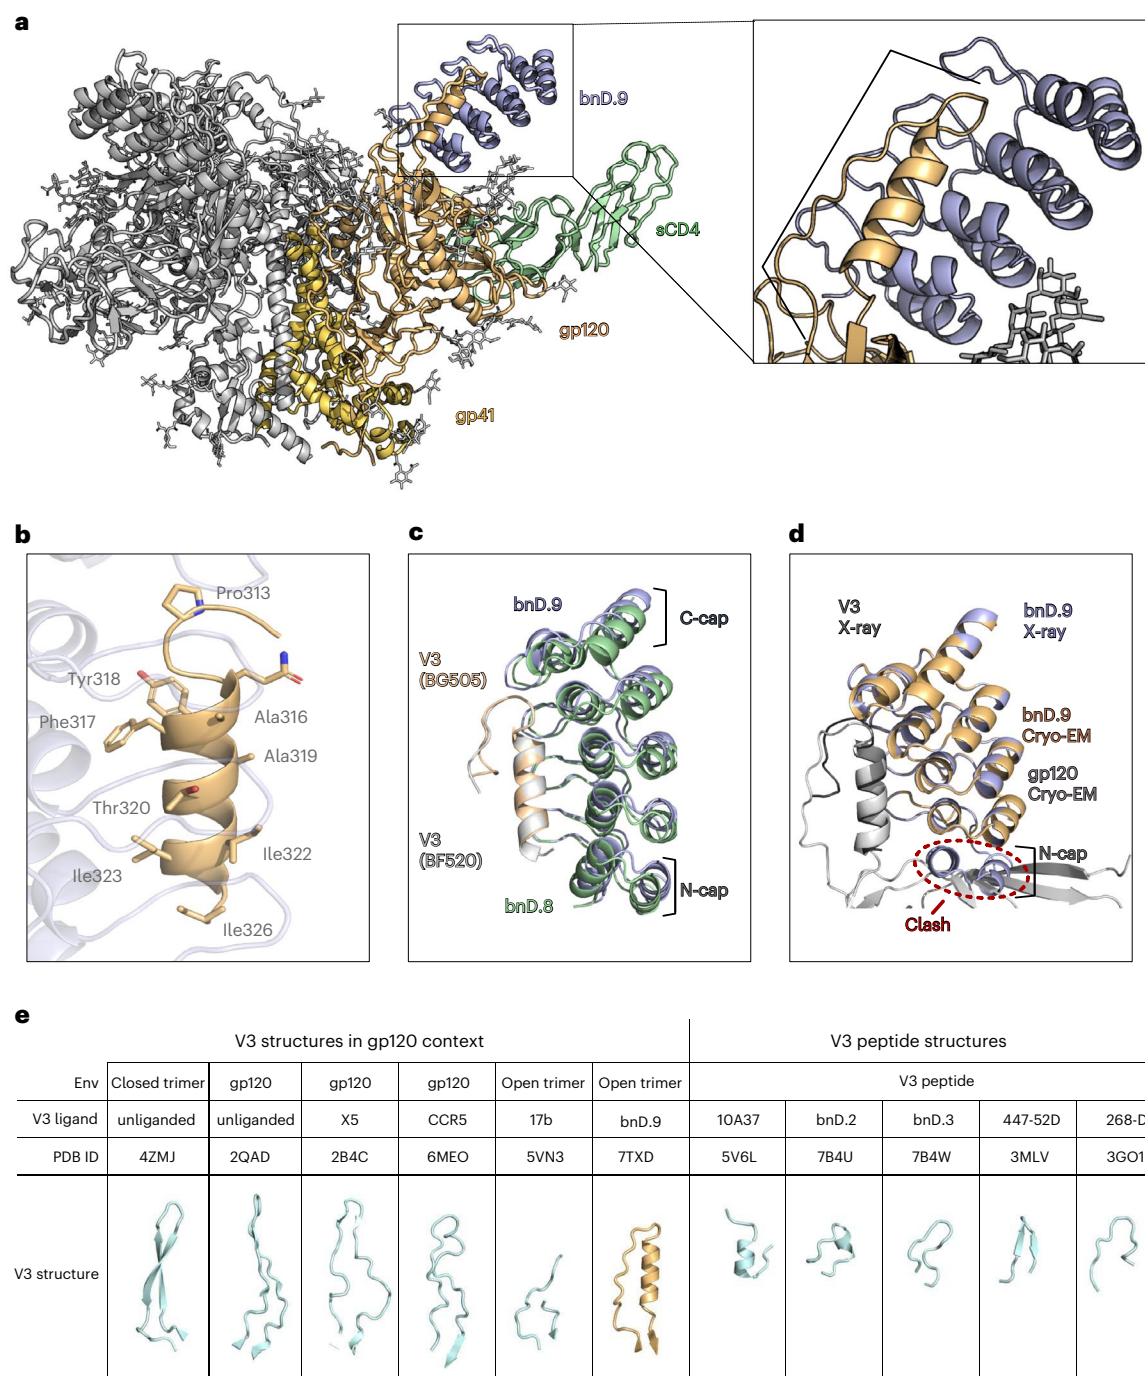 a
bnD.9
sCD4
gp120
gp41
b
Pro313
Tyr318
Phe317
Ala316
Ala319
Thr320
Ile322
Ile323
Ile326
c
bnD.9
C-cap
V3
(BG505)
V3
(BF520)
N-cap
bnD.8
d
V3
X-ray
bnD.9
X-ray
bnD.9
Cryo-EM
gp120
Cryo-EM
N-cap
Clash
e
V3 structures in gp120 context V3 peptide structures
Env Closed trimer gp120 gp120 gp120 Open trimer Open trimer V3 peptide
V3 ligand unliganded unliganded X5 CCR5 17b bnD.9 10A37 bnD.2 bnD.3 447-52D 268-D
PDB ID 4ZMJ 2QAD 2B4C 6MEO 5VN3 7TXD 5V6L 7B4U 7B4W 3MLV 3GO1
V3 structure